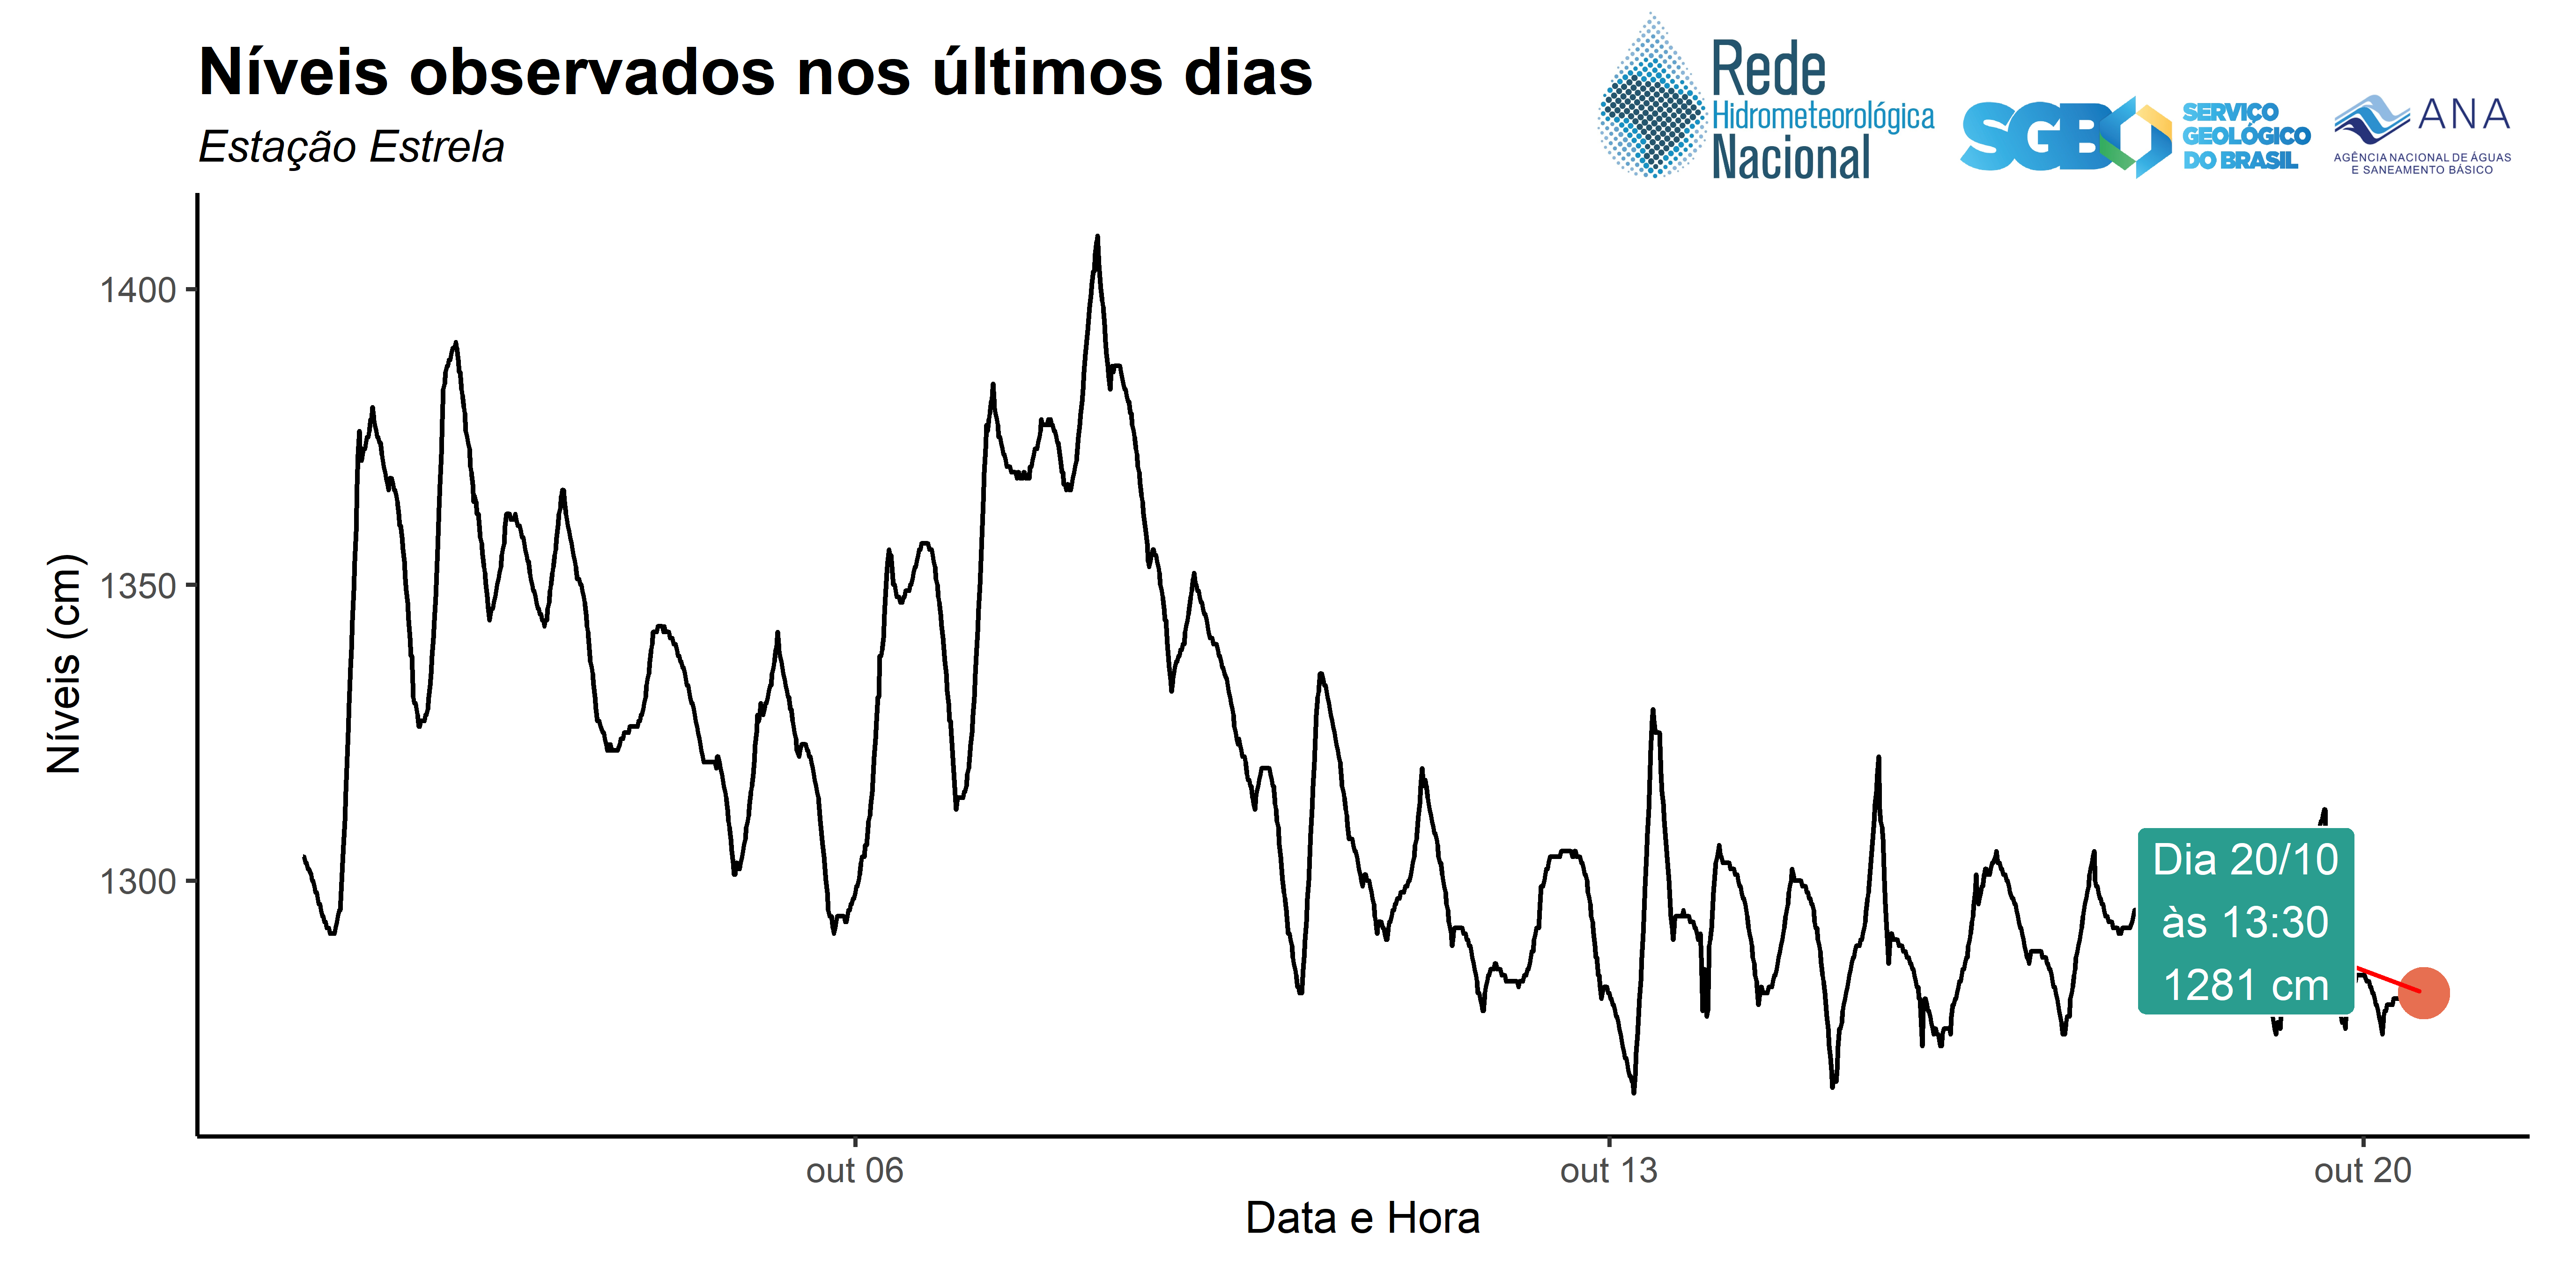 Níveis observados nos últimos dias
Estação Estrela
Rede
Hidrometeorológica
Nacional
SGB
SERVIÇO
GEOLÓGICO
DO BRASIL
ANA
AGÊNCIA NACIONAL DE ÁGUAS
E SANEAMENTO BÁSICO
Níveis (cm)
1400
1350
1300
Dia 20/10
às 13:30
1281 cm
out 06
out 13
out 20
Data e Hora